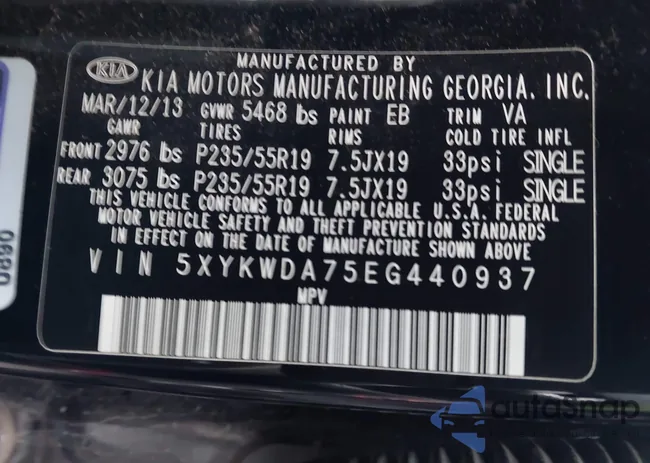 MANUFACTURED BY
KIA KIA MOTORS MANUFACTURING GEORGIA, INC.
MAR/12/13 GVWR 5468 lbs PAINT EB TRIM VA
GAWR TIRES RIMS COLD TIRE INFL
FRONT 2976 lbs P235/55R19 7.5JX19 33psi SINGLE
REAR 3075 lbs P235/55R19 7.5JX19 33psi SINGLE
THIS VEHICLE CONFORMS TO ALL APPLICABLE U.S.A. FEDERAL
MOTOR VEHICLE SAFETY AND THEFT PREVENTION STANDARDS
IN EFFECT ON THE DATE OF MANUFACTURE SHOWN ABOVE.
VIN 5XYKWDA75EG440937
MPV
0890
autoSnap